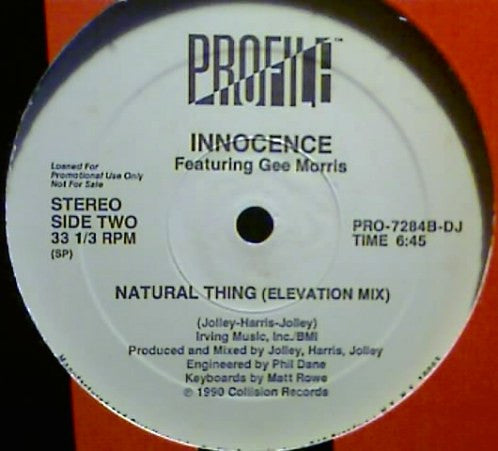 PROFILE™
INNOCENCE
Featuring Gee Morris
Loaned For
Promotional Use Only
Not For Sale
STEREO
SIDE TWO
33 1/3 RPM
(SP)
PRO-7284B-DJ
TIME 6:45
NATURAL THING (ELEVATION MIX)
(Jolley-Harris-Jolley)
Irving Music, Inc./BMI
Produced and Mixed by Jolley, Harris, Jolley
Engineered by Phil Dane
Keyboards by Matt Rowe
℗ 1990 Collision Records